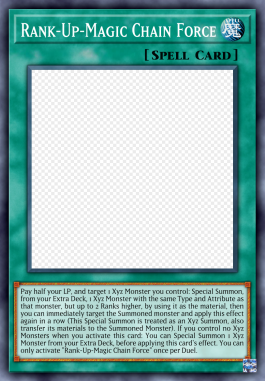 Rank-Up-Magic Chain Force
[Spell Card]
Pay half your LP, and target 1 Xyz Monster you control: Special Summon,
from your Extra Deck, 1 Xyz Monster with the same Type and Attribute as
that monster, but up to 2 Ranks higher, by using it as the material, then
you can immediately target the Summoned monster and apply this effect
again in a row (This Special Summon is treated as an Xyz Summon, also
transfer its materials to the Summoned Monster). If you control no Xyz
Monsters when you activate this card: You can Special Summon 1 Xyz
Monster from your Extra Deck, before applying this card's effect. You can
only activate "Rank-Up-Magic Chain Force" once per Duel.